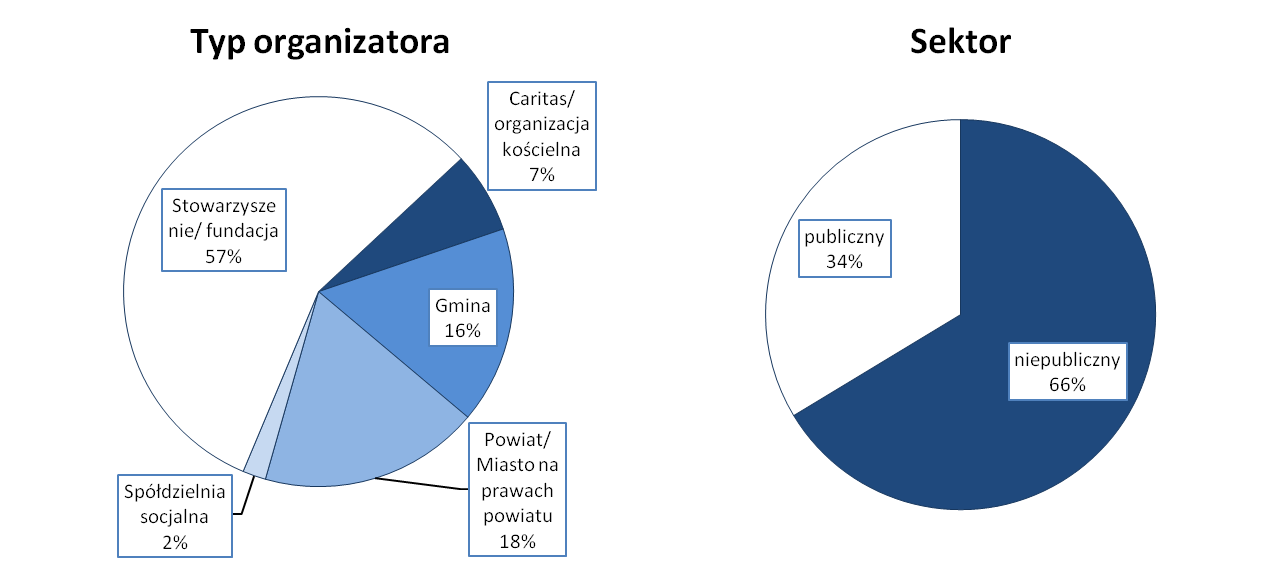 Typ organizatora
Caritas/
organizacja
kościelna
7%
Stowarzysze
nie/ fundacja
57%
Gmina
16%
Powiat/
Miasto na
prawach
powiatu
18%
Spółdzielnia
socjalna
2%
Sektor
publiczny
34%
niepubliczny
66%